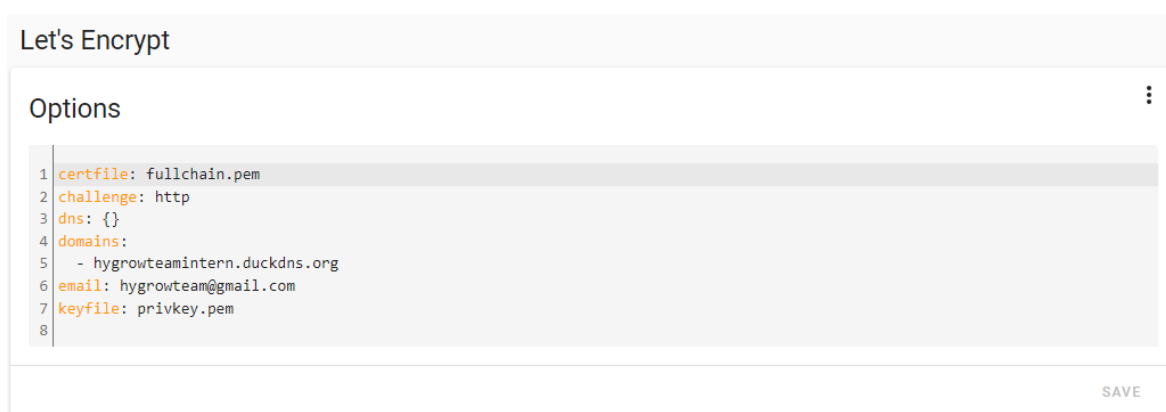 Let's Encrypt
Options
1 certfile: fullchain.pem
2 challenge: http
3 dns: {}
4 domains:
5   - hygrowteamintern.duckdns.org
6 email: hygrowteam@gmail.com
7 keyfile: privkey.pem
8
SAVE